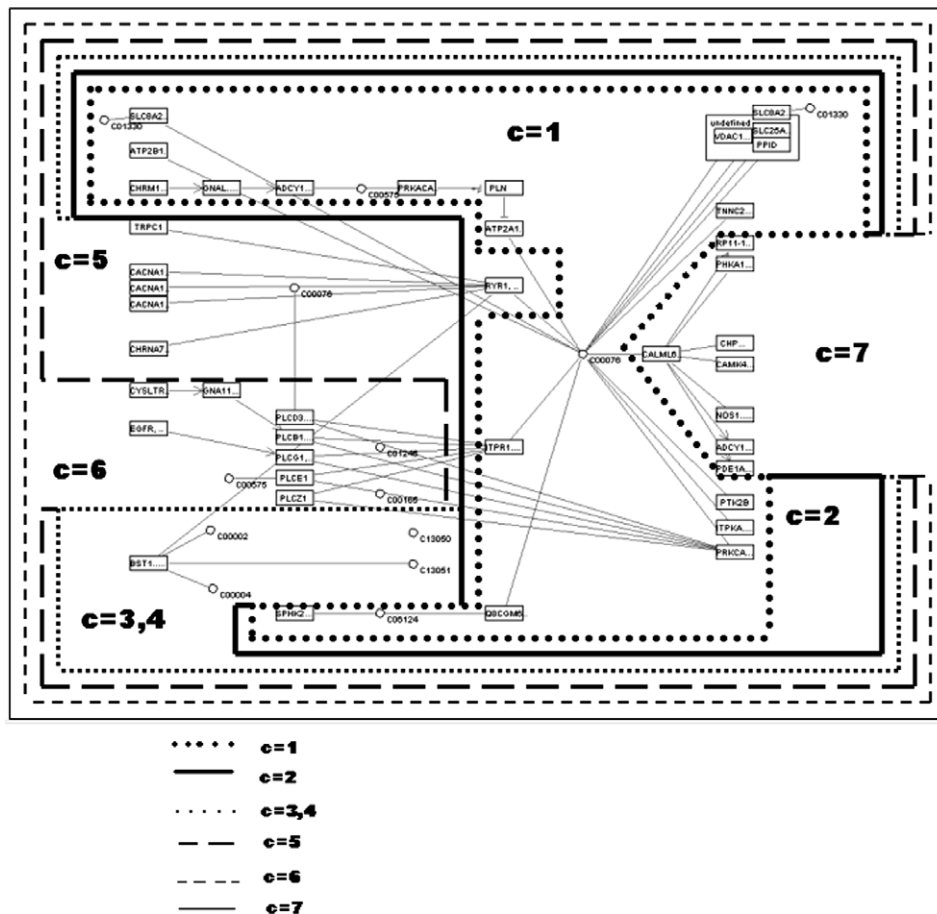 c=1
SLC8A2
C01330
SLC8A2
C01330
undefined
VDAC1...
SLC25A..
PPID
ATP2B1.
CHRM1...
GNAL....
ADCY1...
C00575
PRKACA
PLN
TRPC1
ATP2A1.
TNNC2...
RP11-1..
PHKA1...
c=5
CACNA1.
CACNA1.
CACNA1.
C00076
RYR1, ...
CHRNA7.
C00076
CALML6.
CHP...
CAMK4...
c=7
CYSLTR.
GNA11...
PLCD3...
EGFR, ...
PLCB1...
PLCG1,..
C01245
ITPR1....
NOS1.....
ADCY1...
PDE1A...
c=6
C00575
PLCE1
PLCZ1
C00165
PTK2B
c=2
ITPKA...
C00002
C13050
PRKCA...
BST1.....
C13051
C00004
c=3,4
SPHK2...
C06124
c=1
c=2
c=3,4
c=5
c=6
c=7